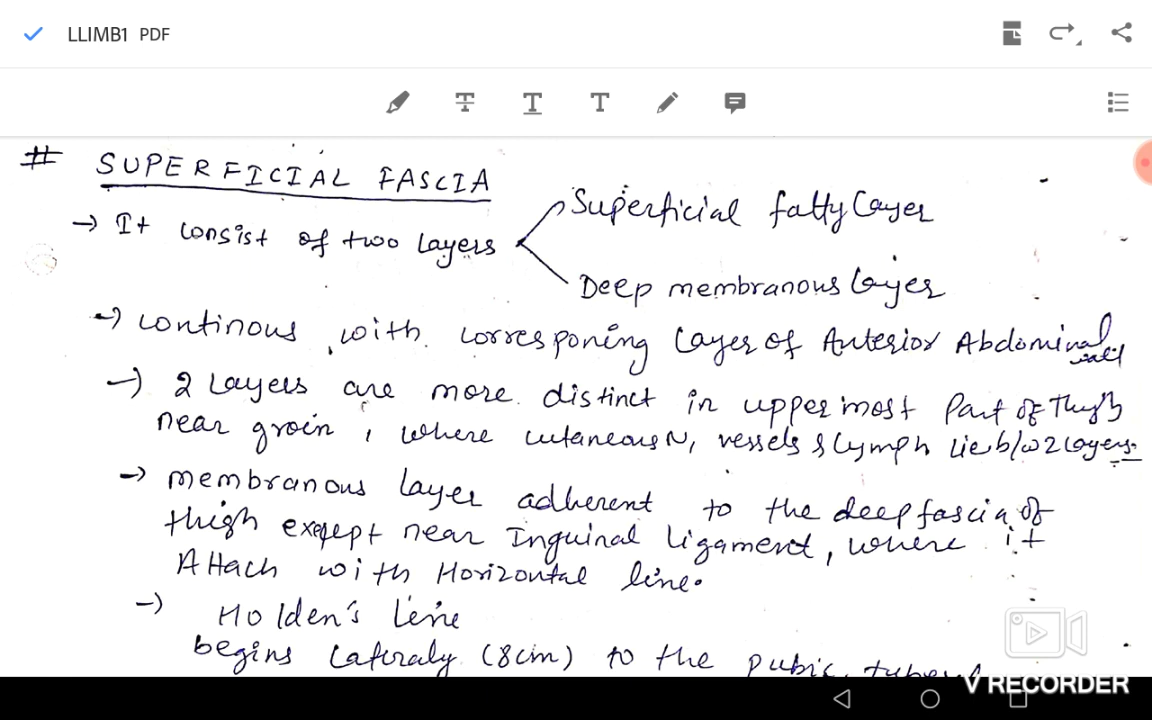 LLIMB1 PDF
# SUPERFICIAL FASCIA
→ It consist of two layers
Superficial fatty layer
Deep membranous layer
→ continous with corresponing layer of Anterior Abdominal wall
→ 2 layers are more distinct in uppermost Part of Thigh
near groin, where cutaneous N, vessels & lymph lie b/w 2 layers.
→ membranous layer adherent to the deep fascia of
thigh except near Inguinal ligament, where it
Attach with Horizontal line.
→ Holden's line
begins lateraly (8cm) to the pubic
V RECORDER